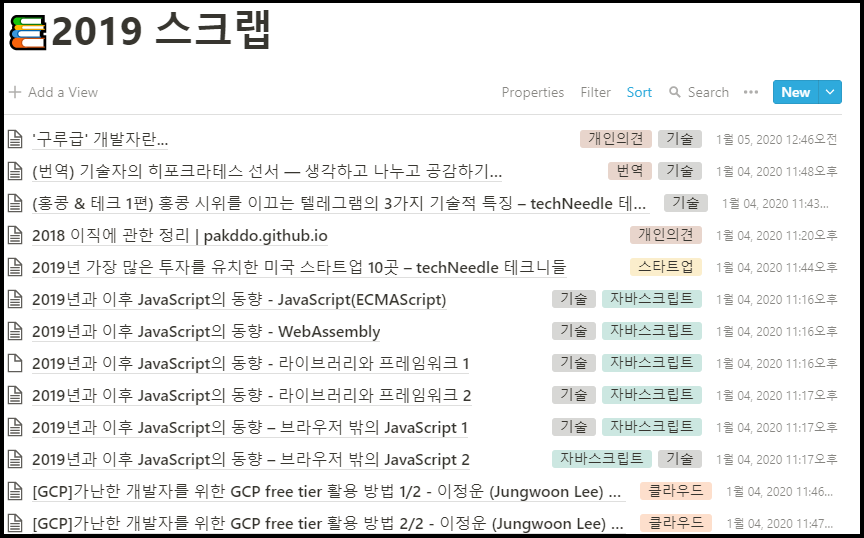 2019 스크랩
Add a View Properties Filter Sort Search New
'구루급' 개발자란... 개인의견 기술 1월 05, 2020 12:46오전
(번역) 기술자의 히포크라테스 선서 — 생각하고 나누고 공감하기... 번역 기술 1월 04, 2020 11:48오후
(홍콩 & 테크 1편) 홍콩 시위를 이끄는 텔레그램의 3가지 기술적 특징 – techNeedle 테... 기술 1월 04, 2020 11:43...
2018 이직에 관한 정리 | pakddo.github.io 개인의견 1월 04, 2020 11:20오후
2019년 가장 많은 투자를 유치한 미국 스타트업 10곳 – techNeedle 테크니들 스타트업 1월 04, 2020 11:44오후
2019년과 이후 JavaScript의 동향 - JavaScript(ECMAScript) 기술 자바스크립트 1월 04, 2020 11:16오후
2019년과 이후 JavaScript의 동향 - WebAssembly 기술 자바스크립트 1월 04, 2020 11:16오후
2019년과 이후 JavaScript의 동향 - 라이브러리와 프레임워크 1 기술 자바스크립트 1월 04, 2020 11:16오후
2019년과 이후 JavaScript의 동향 - 라이브러리와 프레임워크 2 기술 자바스크립트 1월 04, 2020 11:17오후
2019년과 이후 JavaScript의 동향 – 브라우저 밖의 JavaScript 1 기술 자바스크립트 1월 04, 2020 11:17오후
2019년과 이후 JavaScript의 동향 – 브라우저 밖의 JavaScript 2 자바스크립트 기술 1월 04, 2020 11:17오후
[GCP]가난한 개발자를 위한 GCP free tier 활용 방법 1/2 - 이정운 (Jungwoon Lee) ... 클라우드 1월 04, 2020 11:46...
[GCP]가난한 개발자를 위한 GCP free tier 활용 방법 2/2 - 이정운 (Jungwoon Lee) ... 클라우드 1월 04, 2020 11:47...